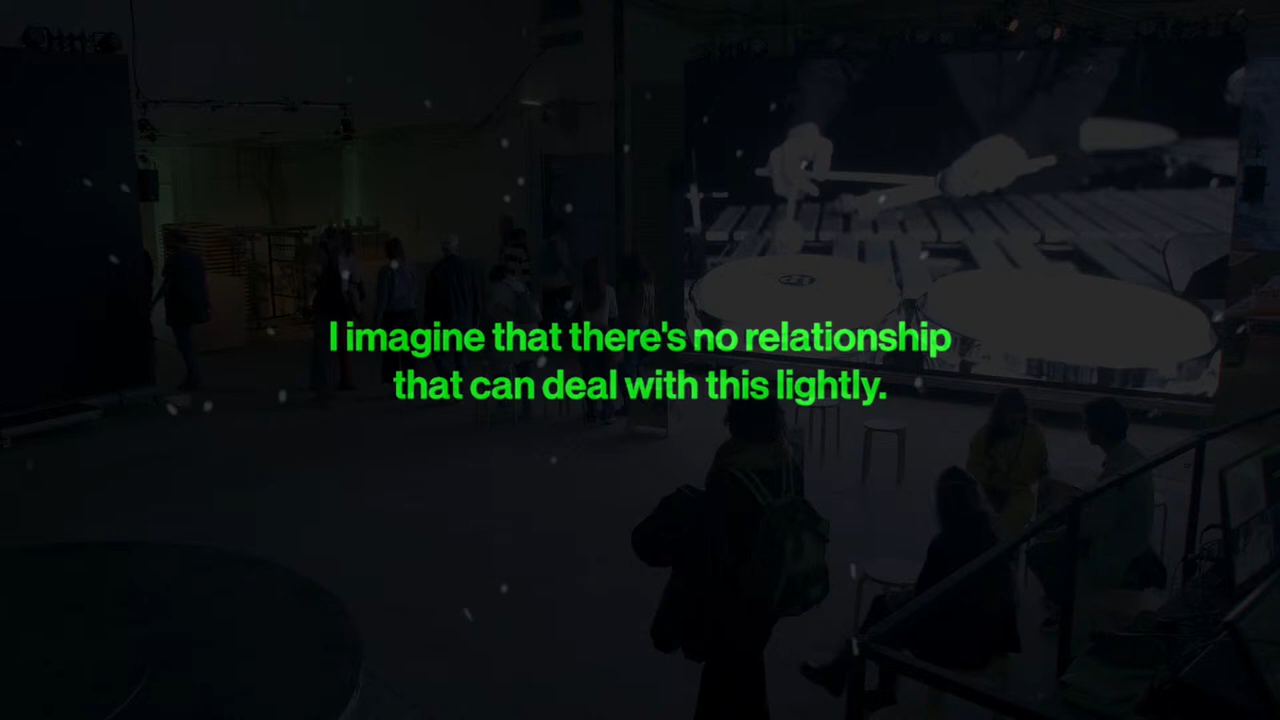 I imagine that there's no relationship
that can deal with this lightly.